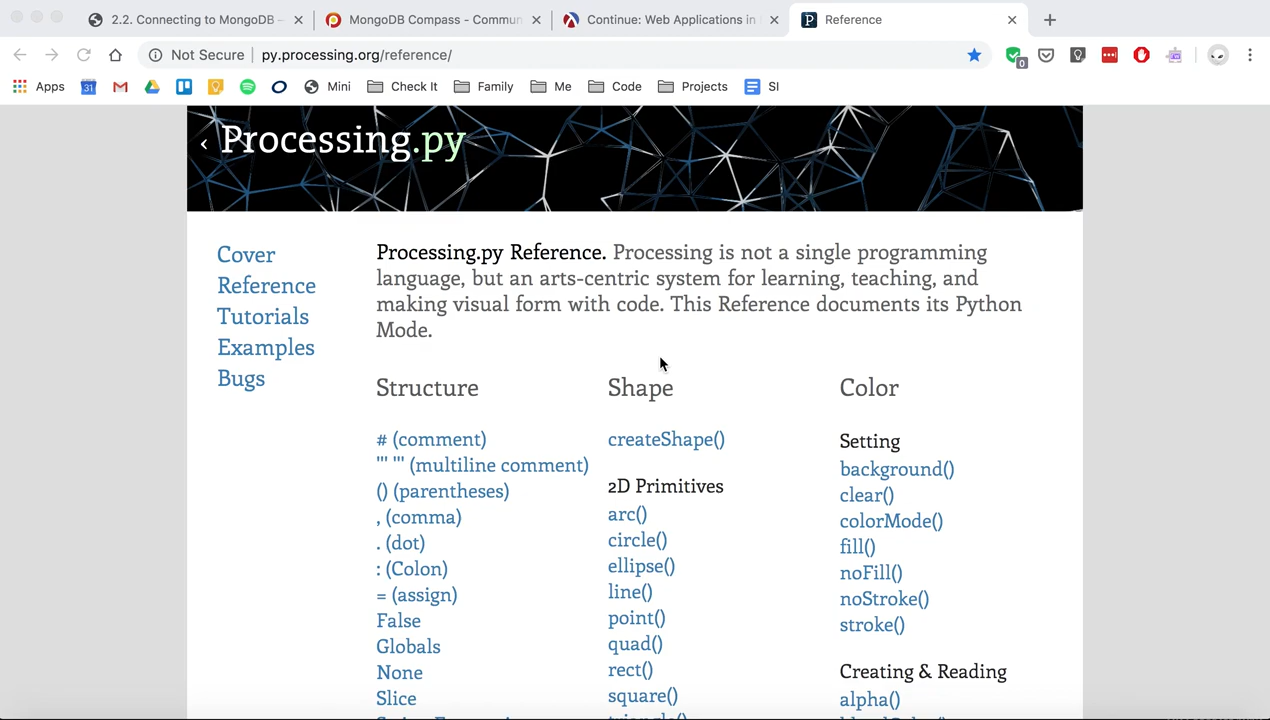 2.2. Connecting to MongoDB –
MongoDB Compass - Commun
Continue: Web Applications in
Reference
Not Secure
py.processing.org/reference/
0
Apps
31
Mini
Check It
Family
Me
Code
Projects
SI
‹ Processing.py
Cover
Reference
Tutorials
Examples
Bugs
Processing.py Reference. Processing is not a single programming
language, but an arts-centric system for learning, teaching, and
making visual form with code. This Reference documents its Python
Mode.
Structure
# (comment)
''' ''' (multiline comment)
() (parentheses)
, (comma)
. (dot)
: (Colon)
= (assign)
False
Globals
None
Slice
Shape
createShape()
2D Primitives
arc()
circle()
ellipse()
line()
point()
quad()
rect()
square()
triangle()
Color
Setting
background()
clear()
colorMode()
fill()
noFill()
noStroke()
stroke()
Creating & Reading
alpha()